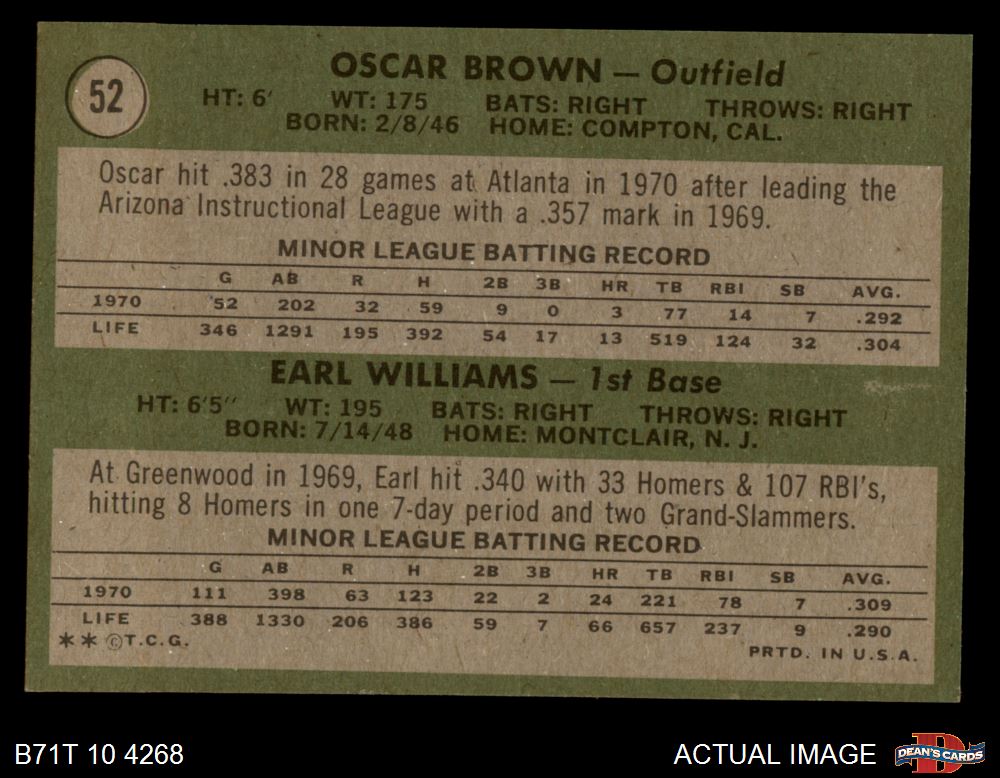 52
OSCAR BROWN — Outfield
HT: 6' WT: 175 BATS: RIGHT THROWS: RIGHT
BORN: 2/8/46 HOME: COMPTON, CAL.
Oscar hit .383 in 28 games at Atlanta in 1970 after leading the
Arizona Instructional League with a .357 mark in 1969.
MINOR LEAGUE BATTING RECORD
G AB R H 2B 3B HR TB RBI SB AVG.
1970 52 202 32 59 9 0 3 77 14 7 .292
LIFE 346 1291 195 392 54 17 13 519 124 32 .304
EARL WILLIAMS — 1st Base
HT: 6'5" WT: 195 BATS: RIGHT THROWS: RIGHT
BORN: 7/14/48 HOME: MONTCLAIR, N. J.
At Greenwood in 1969, Earl hit .340 with 33 Homers & 107 RBI's,
hitting 8 Homers in one 7-day period and two Grand-Slammers.
MINOR LEAGUE BATTING RECORD
G AB R H 2B 3B HR TB RBI SB AVG.
1970 111 398 63 123 22 2 24 221 78 7 .309
LIFE 388 1330 206 386 59 7 66 657 237 9 .290
** ©T.C.G. PRTD. IN U.S.A.
B71T 10 4268 ACTUAL IMAGE DEAN'S CARDS